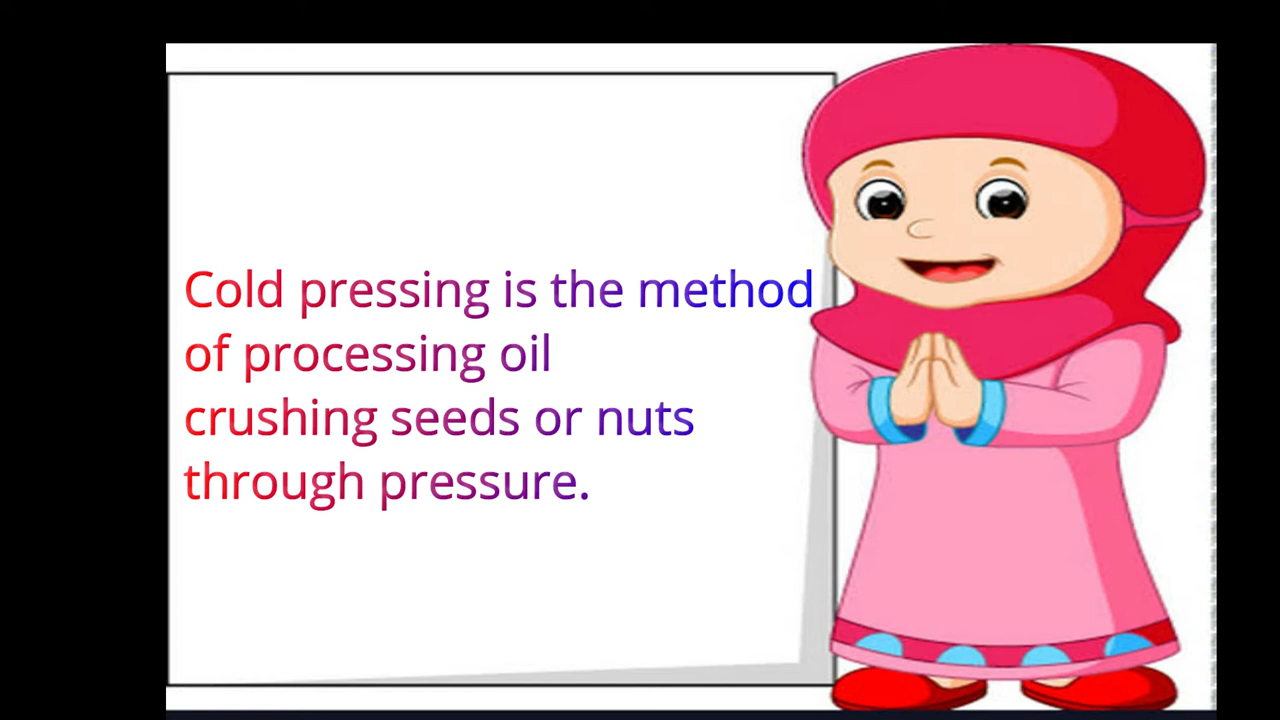 Cold pressing is the method
of processing oil
crushing seeds or nuts
through pressure.